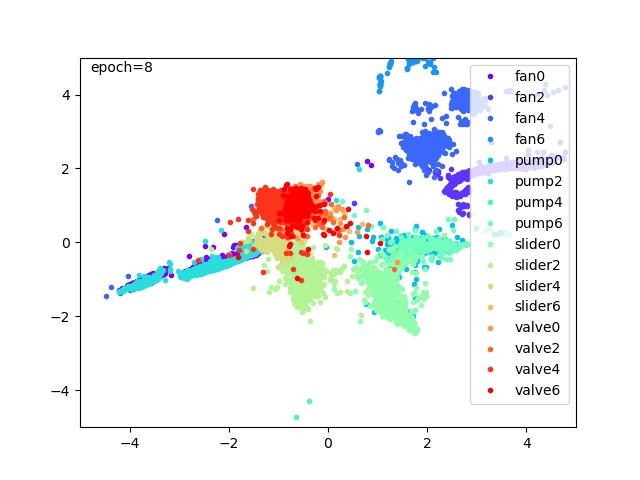 epoch=8
fan0
fan2
fan4
fan6
pump0
pump2
pump4
pump6
slider0
slider2
slider4
slider6
valve0
valve2
valve4
valve6
4
2
0
−2
−4
−4 −2 0 2 4